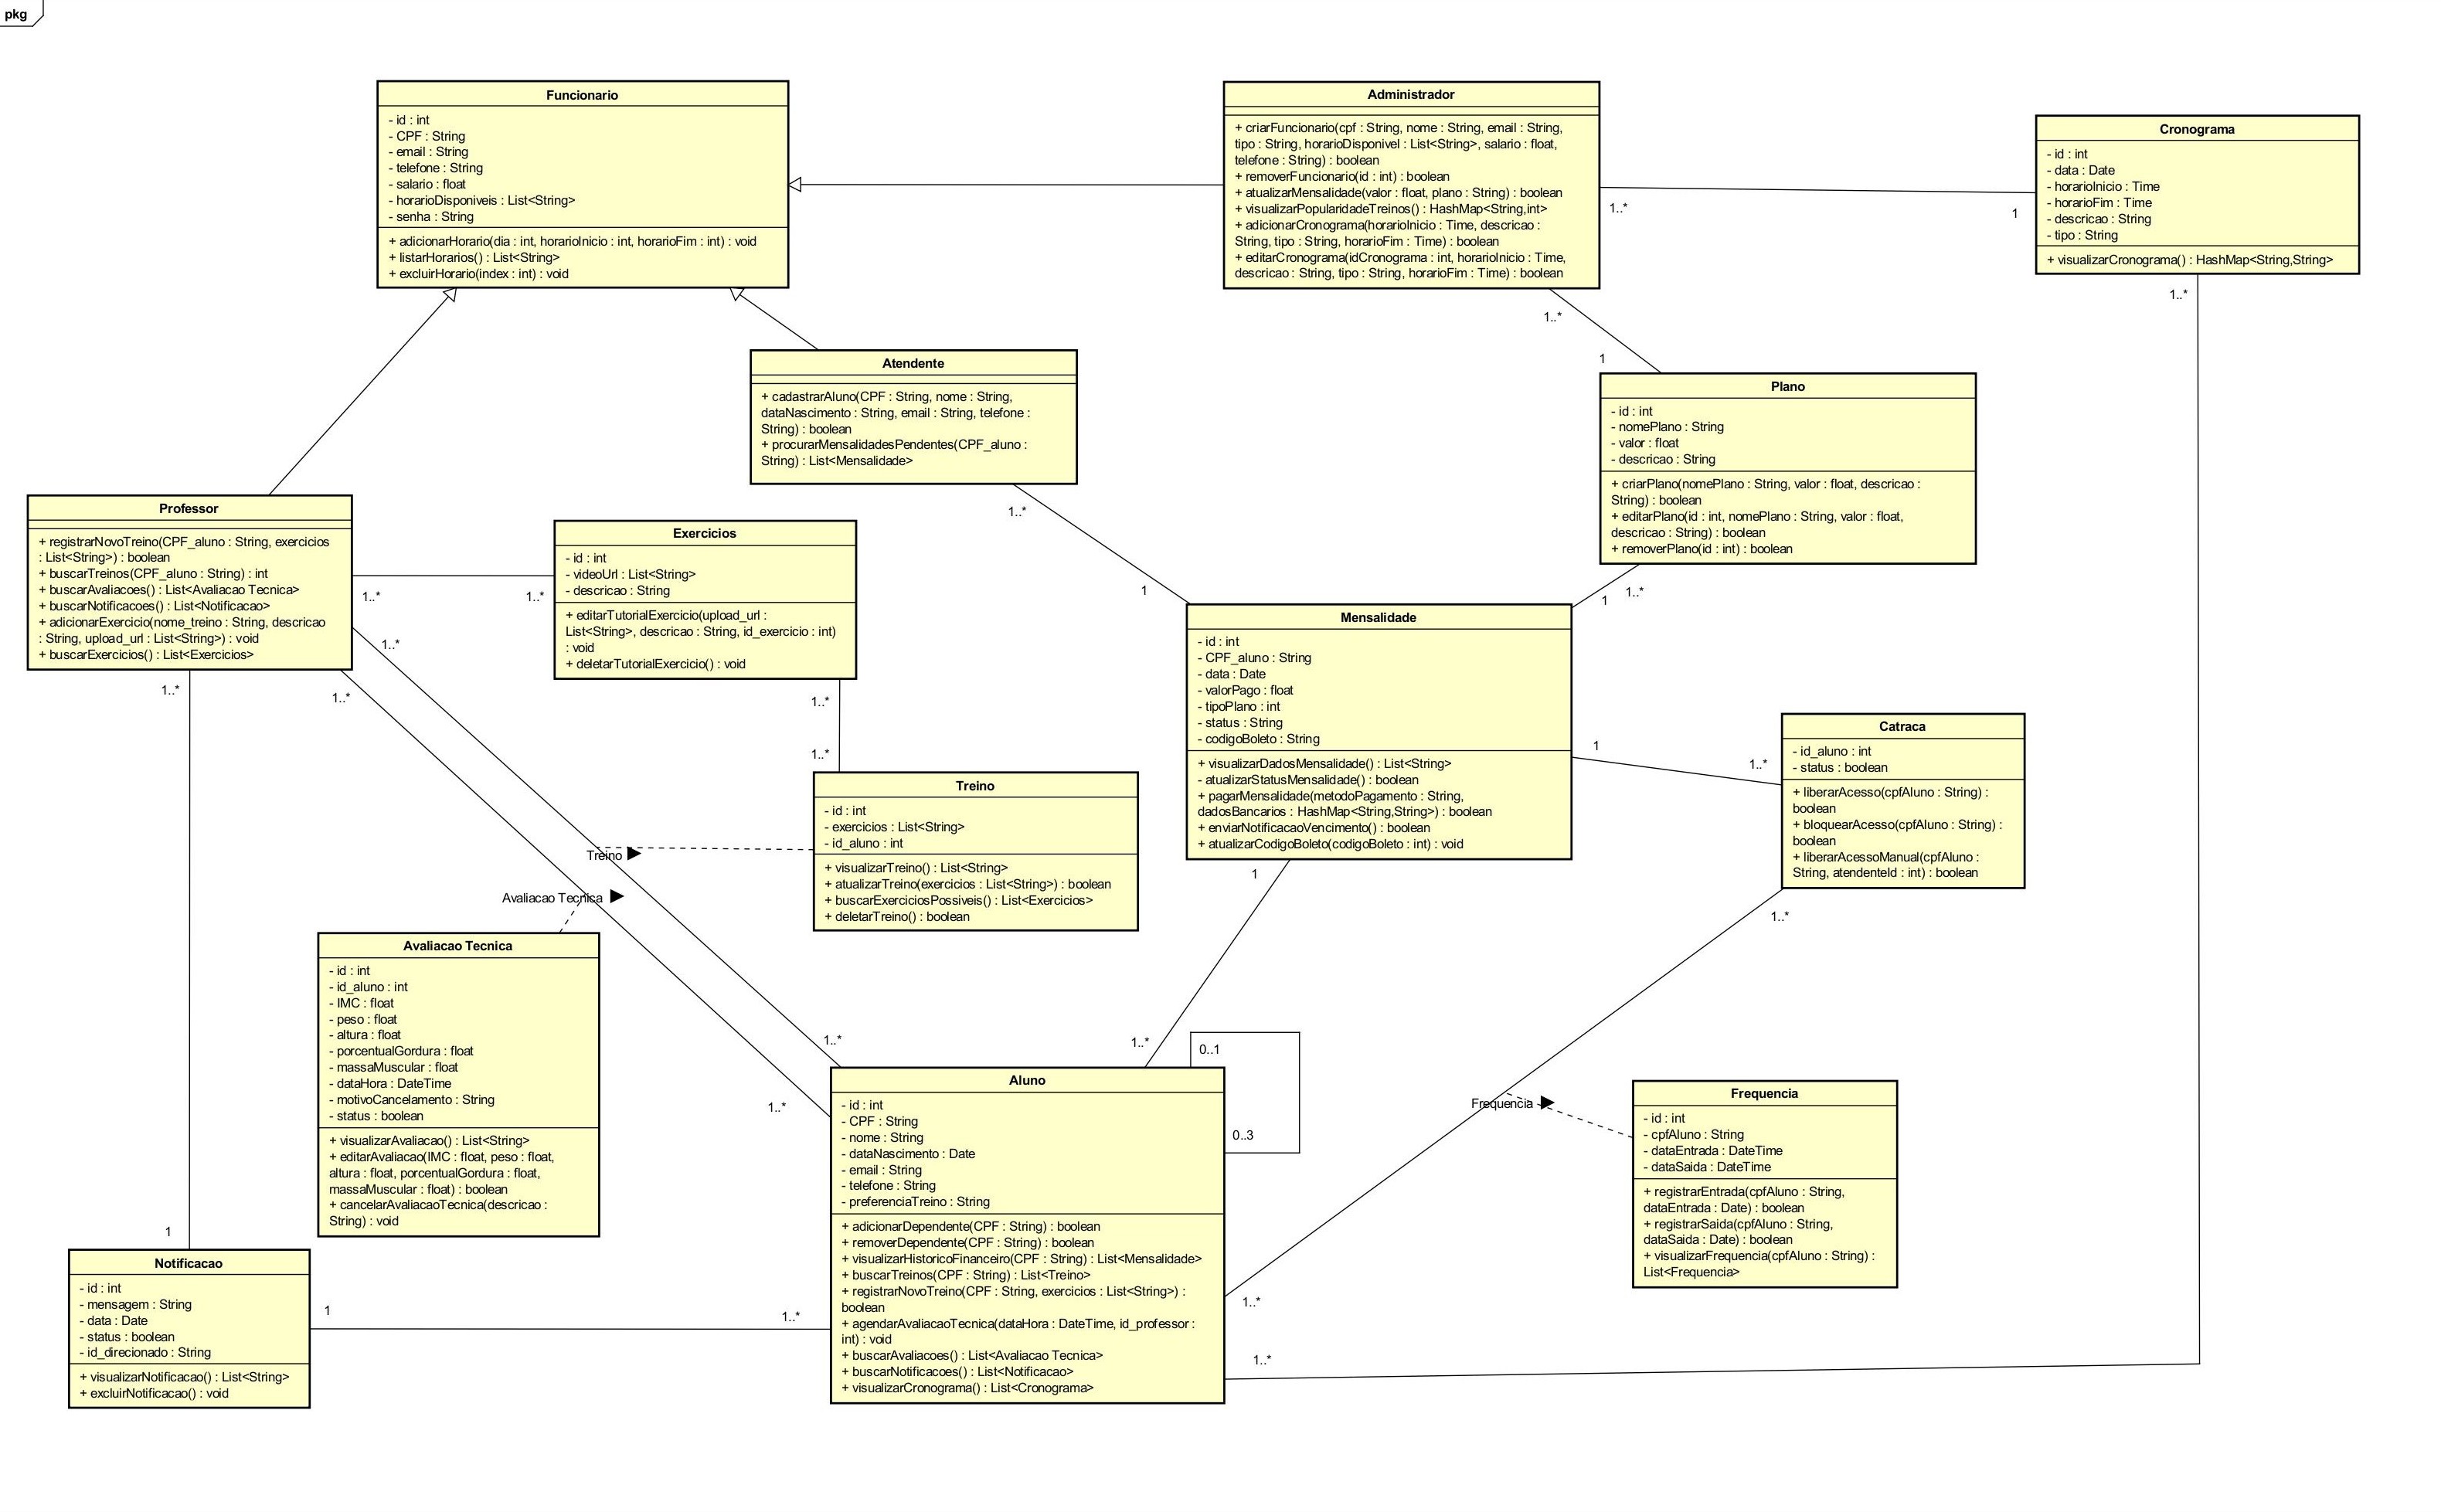 pkg
Funcionario
- id : int
- CPF : String
- email : String
- telefone : String
- salario : float
- horarioDisponiveis : List<String>
- senha : String
+ adicionarHorario(dia : int, horarioInicio : int, horarioFim : int) : void
+ listarHorarios() : List<String>
+ excluirHorario(index : int) : void
Administrador
+ criarFuncionario(cpf : String, nome : String, email : String,
tipo : String, horarioDisponivel : List<String>, salario : float,
telefone : String) : boolean
+ removerFuncionario(id : int) : boolean
+ atualizarMensalidade(valor : float, plano : String) : boolean
+ visualizarPopularidadeTreinos() : HashMap<String,int>
+ adicionarCronograma(horarioInicio : Time, descricao :
String, tipo : String, horarioFim : Time) : boolean
+ editarCronograma(idCronograma : int, horarioInicio : Time,
descricao : String, tipo : String, horarioFim : Time) : boolean
1..*
1
Cronograma
- id : int
- data : Date
- horarioInicio : Time
- horarioFim : Time
- descricao : String
- tipo : String
+ visualizarCronograma() : HashMap<String,String>
1..*
1..*
1
Atendente
+ cadastrarAluno(CPF : String, nome : String,
dataNascimento : String, email : String, telefone :
String) : boolean
+ procurarMensalidadesPendentes(CPF_aluno :
String) : List<Mensalidade>
1..*
1
Plano
- id : int
- nomePlano : String
- valor : float
- descricao : String
+ criarPlano(nomePlano : String, valor : float, descricao :
String) : boolean
+ editarPlano(id : int, nomePlano : String, valor : float,
descricao : String) : boolean
+ removerPlano(id : int) : boolean
1..*
1
Professor
+ registrarNovoTreino(CPF_aluno : String, exercicios
: List<String>) : boolean
+ buscarTreinos(CPF_aluno : String) : int
+ buscarAvaliacoes() : List<Avaliacao Tecnica>
+ buscarNotificacoes() : List<Notificacao>
+ adicionarExercicio(nome_treino : String, descricao
: String, upload_url : List<String>) : void
+ buscarExercicios() : List<Exercicios>
1..*
1..*
1..*
1..*
1..*
Exercicios
- id : int
- videoUrl : List<String>
- descricao : String
+ editarTutorialExercicio(upload_url :
List<String>, descricao : String, id_exercicio : int)
: void
+ deletarTutorialExercicio() : void
1..*
1..*
Mensalidade
- id : int
- CPF_aluno : String
- data : Date
- valorPago : float
- tipoPlano : int
- status : String
- codigoBoleto : String
+ visualizarDadosMensalidade() : List<String>
- atualizarStatusMensalidade() : boolean
+ pagarMensalidade(metodoPagamento : String,
dadosBancarios : HashMap<String,String>) : boolean
+ enviarNotificacaoVencimento() : boolean
+ atualizarCodigoBoleto(codigoBoleto : int) : void
1
1..*
Catraca
- id_aluno : int
- status : boolean
+ liberarAcesso(cpfAluno : String) :
boolean
+ bloquearAcesso(cpfAluno : String) :
boolean
+ liberarAcessoManual(cpfAluno :
String, atendenteId : int) : boolean
1..*
Treino
- id : int
- exercicios : List<String>
- id_aluno : int
+ visualizarTreino() : List<String>
+ atualizarTreino(exercicios : List<String>) : boolean
+ buscarExerciciosPossiveis() : List<Exercicios>
+ deletarTreino() : boolean
Treino
Avaliacao Tecnica
Avaliacao Tecnica
- id : int
- id_aluno : int
- IMC : float
- peso : float
- altura : float
- porcentualGordura : float
- massaMuscular : float
- dataHora : DateTime
- motivoCancelamento : String
- status : boolean
+ visualizarAvaliacao() : List<String>
+ editarAvaliacao(IMC : float, peso : float,
altura : float, porcentualGordura : float,
massaMuscular : float) : boolean
+ cancelarAvaliacaoTecnica(descricao :
String) : void
1
1..*
1..*
1..*
0..1
0..3
Aluno
- id : int
- CPF : String
- nome : String
- dataNascimento : Date
- email : String
- telefone : String
- preferenciaTreino : String
+ adicionarDependente(CPF : String) : boolean
+ removerDependente(CPF : String) : boolean
+ visualizarHistoricoFinanceiro(CPF : String) : List<Mensalidade>
+ buscarTreinos(CPF : String) : List<Treino>
+ registrarNovoTreino(CPF : String, exercicios : List<String>) :
boolean
+ agendarAvaliacaoTecnica(dataHora : DateTime, id_professor :
int) : void
+ buscarAvaliacoes() : List<Avaliacao Tecnica>
+ buscarNotificacoes() : List<Notificacao>
+ visualizarCronograma() : List<Cronograma>
Frequencia
Frequencia
- id : int
- cpfAluno : String
- dataEntrada : DateTime
- dataSaida : DateTime
+ registrarEntrada(cpfAluno : String,
dataEntrada : Date) : boolean
+ registrarSaida(cpfAluno : String,
dataSaida : Date) : boolean
+ visualizarFrequencia(cpfAluno : String) :
List<Frequencia>
1
Notificacao
- id : int
- mensagem : String
- data : Date
- status : boolean
- id_direcionado : String
+ visualizarNotificacao() : List<String>
+ excluirNotificacao() : void
1
1..*
1..*
1..*